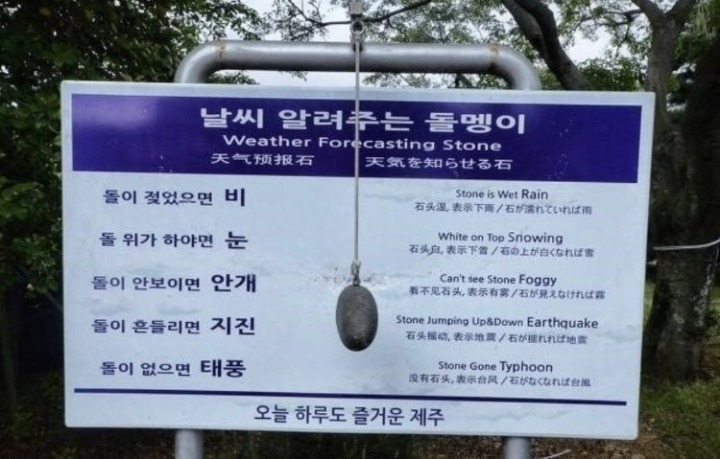 날씨 알려주는 돌멩이
Weather Forecasting Stone
天气预报石 天気を知らせる石
돌이 젖었으면 비
Stone is Wet Rain
石头湿, 表示下雨 / 石が濡れていれば雨
돌 위가 하야면 눈
White on Top Snowing
石头白, 表示下雪 / 石の上が白くなれば雪
돌이 안보이면 안개
Can't see Stone Foggy
看不见石头, 表示有雾 / 石が見えなければ霧
돌이 흔들리면 지진
Stone Jumping Up&Down Earthquake
石头摇动, 表示地震 / 石が揺れれば地震
돌이 없으면 태풍
Stone Gone Typhoon
没有石头, 表示台风 / 石がなくなれば台風
오늘 하루도 즐거운 제주